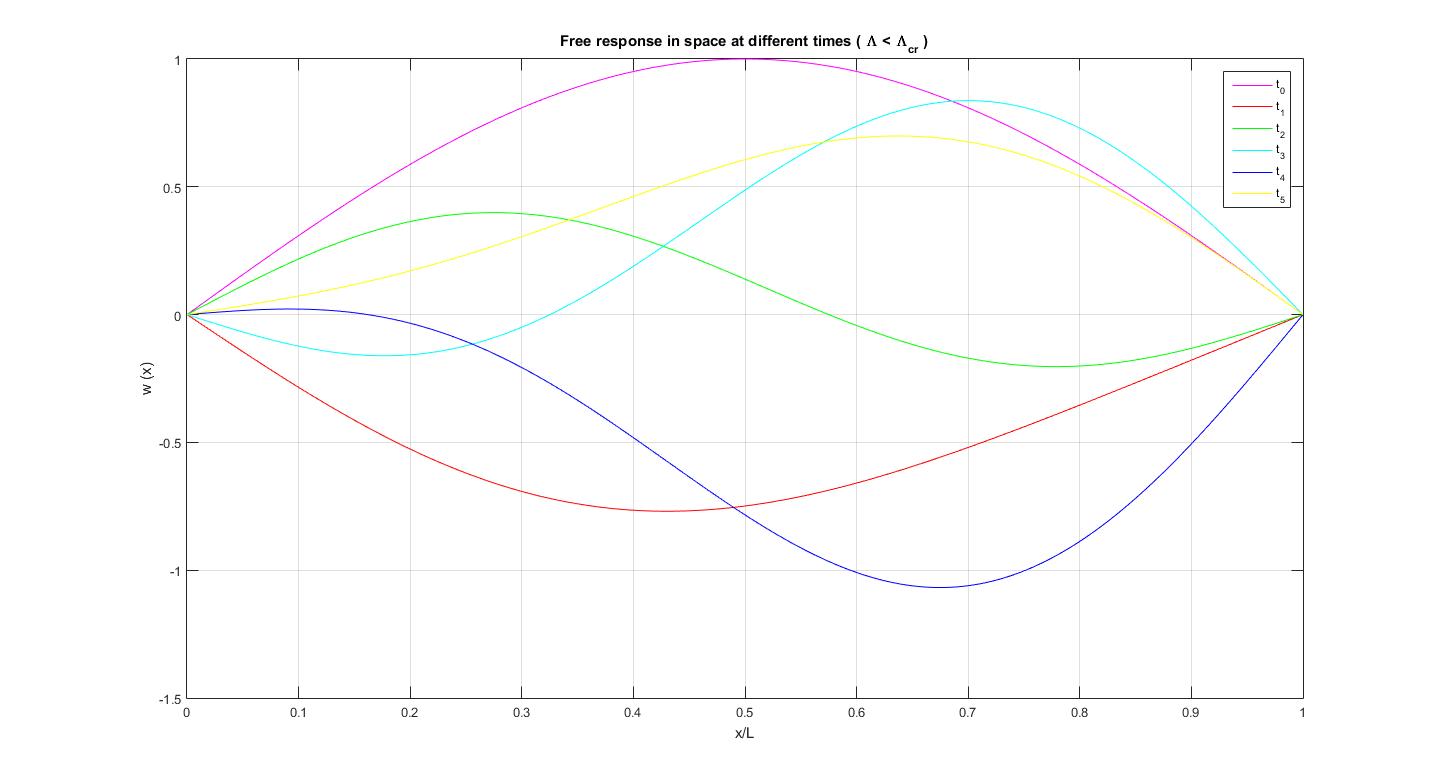 Free response in space at different times ( Λ < Λcr )
t0
t1
t2
t3
t4
t5
1
0.5
0
-0.5
-1
-1.5
w (x)
0 0.1 0.2 0.3 0.4 0.5 0.6 0.7 0.8 0.9 1
x/L